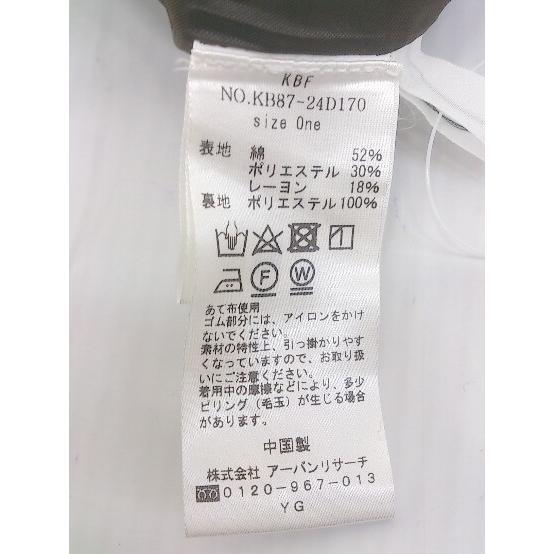 KBF
NO.KB87-24D170
size One
表地 綿 52%
ポリエステル 30%
レーヨン 18%
裏地 ポリエステル 100%
F W
あて布使用
ゴム部分には、アイロンをかけ
ないでください。
素材の特性上、引っ掛かりやす
くなっていますので、お取り扱
いにご注意ください。
着用中の摩擦などにより、多少
ピリング（毛玉）が生じる場合
があります。
中国製
株式会社 アーバンリサーチ
0120-967-013
YG